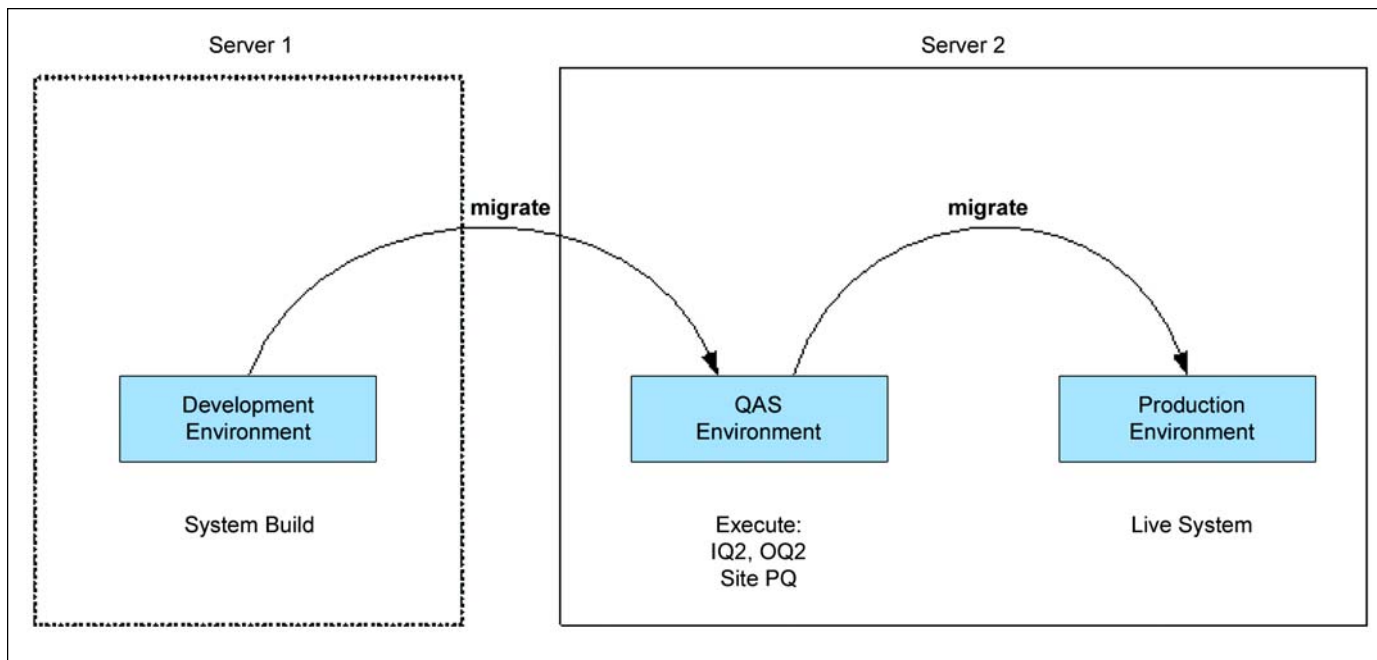 Server 1
Server 2
migrate
migrate
Development
Environment
QAS
Environment
Production
Environment
System Build
Execute:
IQ2, OQ2
Site PQ
Live System